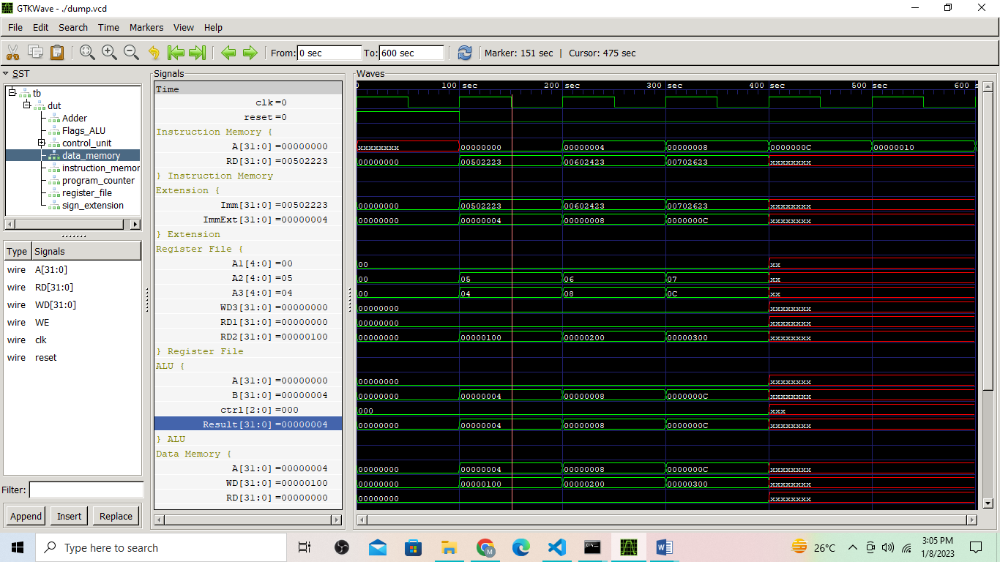 GTKWave - ./dump.vcd
File Edit Search Time Markers View Help
From: 0 sec To: 600 sec Marker: 151 sec | Cursor: 475 sec
SST
tb
dut
Adder
Flags_ALU
control_unit
data_memory
instruction_memor
program_counter
register_file
sign_extension
Type Signals
wire A[31:0]
wire RD[31:0]
wire WD[31:0]
wire WE
wire clk
wire reset
Filter:
Append Insert Replace
Signals
Time
clk=0
reset=0
Instruction Memory {
A[31:0]=00000000
RD[31:0]=00502223
} Instruction Memory
Extension {
Imm[31:0]=00502223
ImmExt[31:0]=00000004
} Extension
Register File {
A1[4:0]=00
A2[4:0]=05
A3[4:0]=04
WD3[31:0]=00000000
RD1[31:0]=00000000
RD2[31:0]=00000100
} Register File
ALU {
A[31:0]=00000000
B[31:0]=00000004
ctrl[2:0]=000
Result[31:0]=00000004
} ALU
Data Memory {
A[31:0]=00000004
WD[31:0]=00000100
RD[31:0]=00000000
Waves
0 100 sec 200 sec 300 sec 400 sec 500 sec 600 s
xxxxxxxx 00000000 00000004 00000008 0000000C 00000010
00000000 00502223 00602423 00702623 xxxxxxxx
00000000 00502223 00602423 00702623 xxxxxxxx
00000000 00000004 00000008 0000000C xxxxxxxx
00 xx
00 05 06 07 xx
00 04 08 0C xx
00000000 xxxxxxxx
00000000 xxxxxxxx
00000000 00000100 00000200 00000300 xxxxxxxx
00000000 xxxxxxxx
00000000 00000004 00000008 0000000C xxxxxxxx
000 xxx
00000000 00000004 00000008 0000000C xxxxxxxx
00000000 00000004 00000008 0000000C xxxxxxxx
00000000 00000100 00000200 00000300 xxxxxxxx
00000000 xxxxxxxx
Type here to search
26°C
3:05 PM
1/8/2023